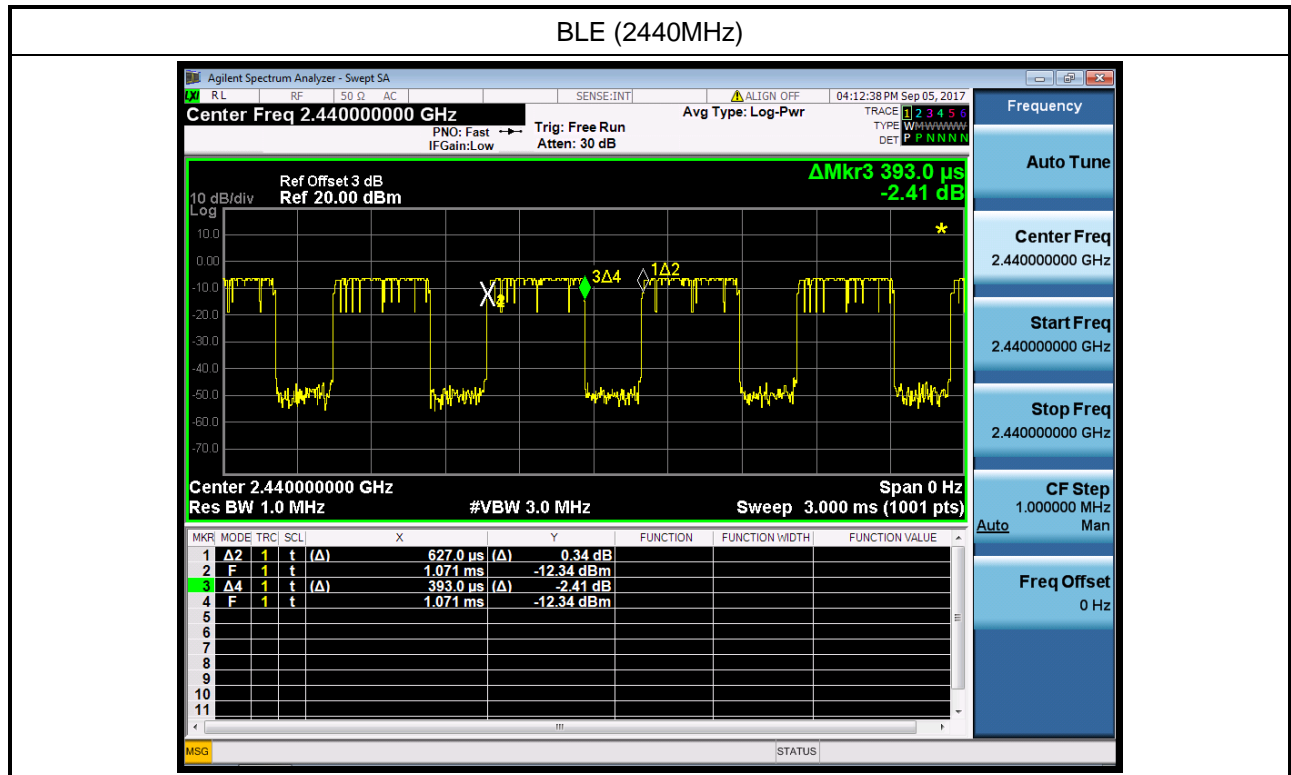 BLE (2440MHz)
Agilent Spectrum Analyzer - Swept SA
LXI RL RF 50 Ω AC SENSE:INT ALIGN OFF 04:12:38 PM Sep 05, 2017
Center Freq 2.440000000 GHz
PNO: Fast
IFGain:Low
Trig: Free Run
Atten: 30 dB
Avg Type: Log-Pwr
TRACE 1 2 3 4 5 6
TYPE WMWWWW
DET P P N N N N
ΔMkr3 393.0 µs
-2.41 dB
Ref Offset 3 dB
10 dB/div Ref 20.00 dBm
Log
10.0
0.00
-10.0
-20.0
-30.0
-40.0
-50.0
-60.0
-70.0
3Δ4
1Δ2
Center 2.440000000 GHz Span 0 Hz
Res BW 1.0 MHz #VBW 3.0 MHz Sweep 3.000 ms (1001 pts)
MKR MODE TRC SCL X Y FUNCTION FUNCTION WIDTH FUNCTION VALUE
1 Δ2 1 t (Δ) 627.0 µs (Δ) 0.34 dB
2 F 1 t 1.071 ms -12.34 dBm
3 Δ4 1 t (Δ) 393.0 µs (Δ) -2.41 dB
4 F 1 t 1.071 ms -12.34 dBm
5
6
7
8
9
10
11
MSG STATUS
Frequency
Auto Tune
Center Freq
2.440000000 GHz
Start Freq
2.440000000 GHz
Stop Freq
2.440000000 GHz
CF Step
1.000000 MHz
Auto Man
Freq Offset
0 Hz